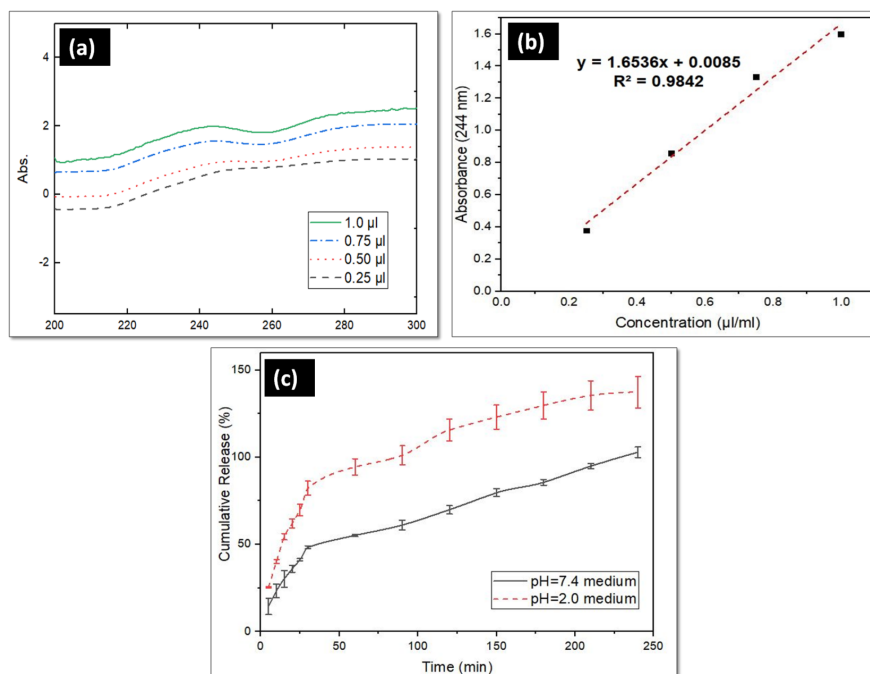 (a)
4
2
0
-2
Abs.
1.0 µl
0.75 µl
0.50 µl
0.25 µl
200 220 240 260 280 300
(b)
y = 1.6536x + 0.0085
R² = 0.9842
1.6
1.4
1.2
1.0
0.8
0.6
0.4
0.2
0.0
Absorbance (244 nm)
0.0 0.2 0.4 0.6 0.8 1.0
Concentration (µl/ml)
(c)
150
100
50
0
Cumulative Release (%)
pH=7.4 medium
pH=2.0 medium
0 50 100 150 200 250
Time (min)